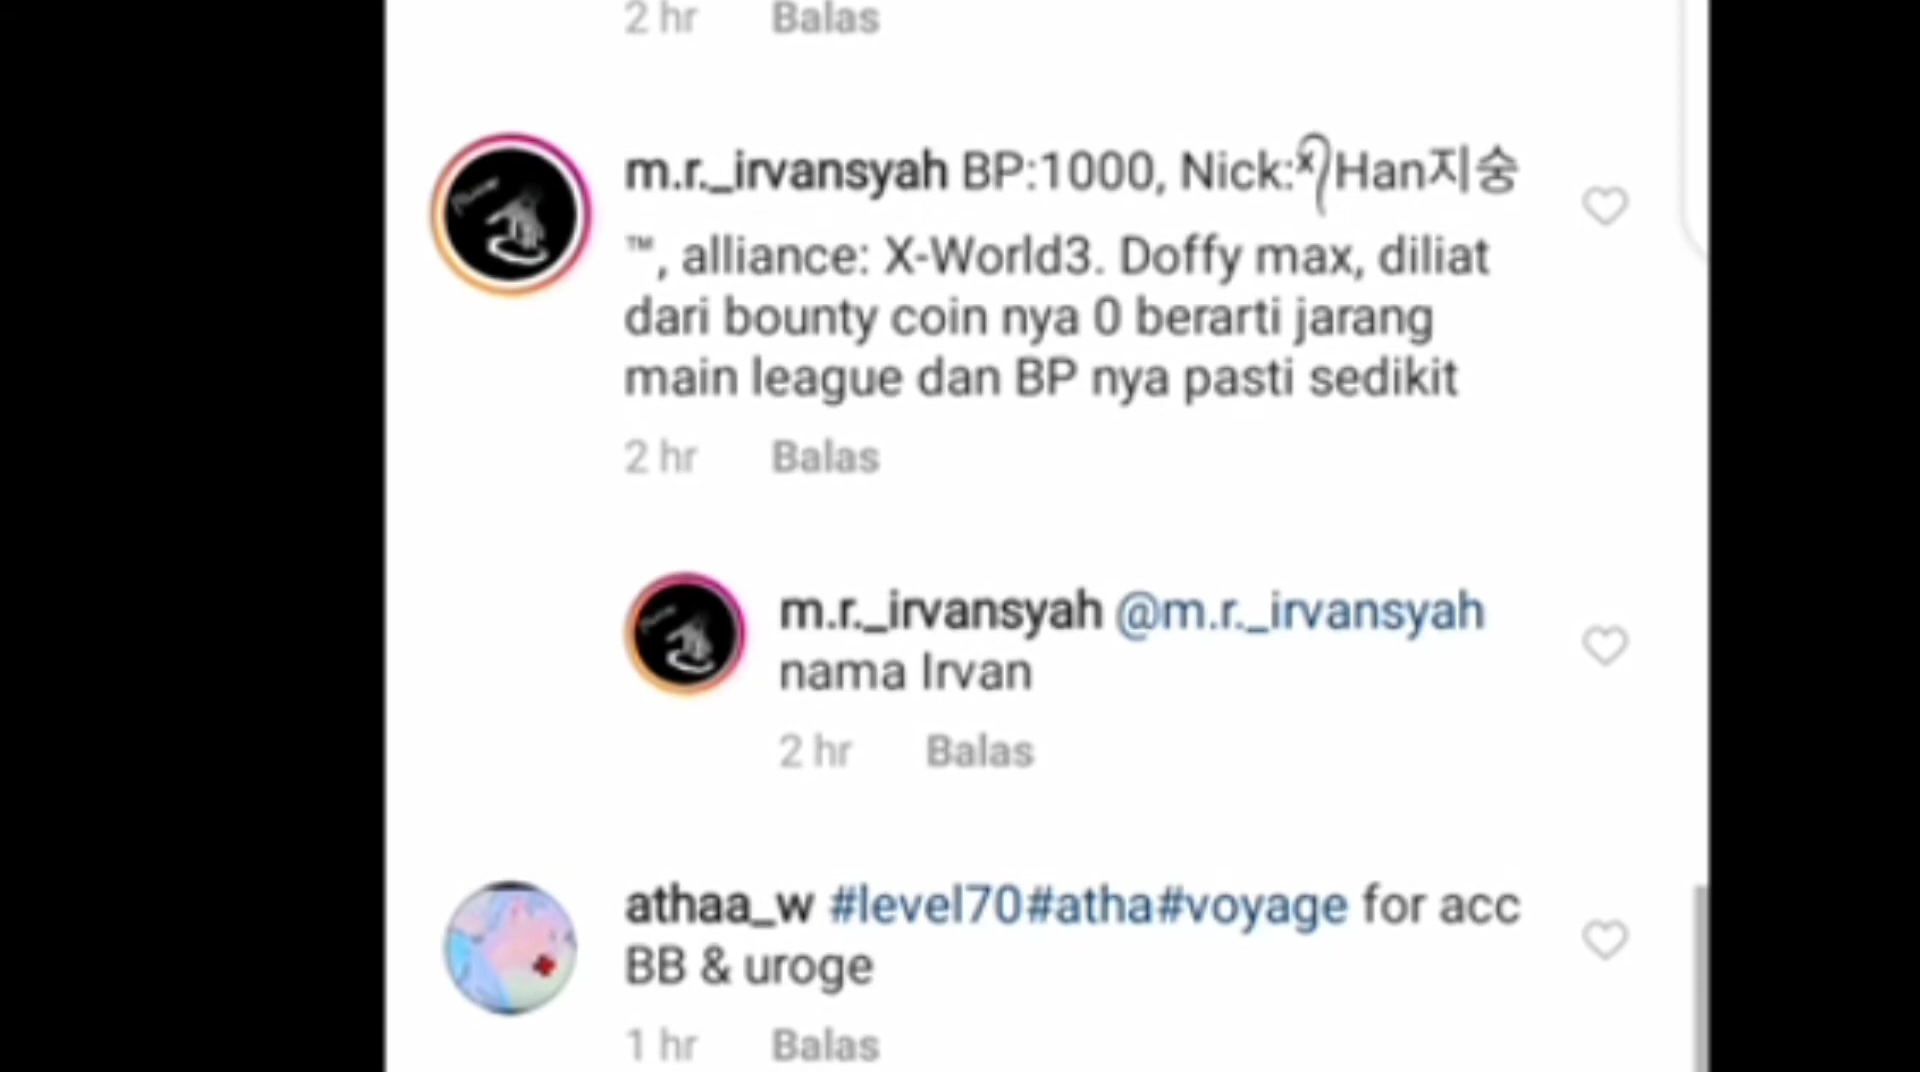 2 hr Balas
m.r._irvansyah BP:1000, Nick:ᡣHan지숭
™, alliance: X-World3. Doffy max, diliat
dari bounty coin nya 0 berarti jarang
main league dan BP nya pasti sedikit
2 hr Balas
m.r._irvansyah @m.r._irvansyah
nama Irvan
2 hr Balas
athaa_w #level70#atha#voyage for acc
BB & uroge
1 hr Balas